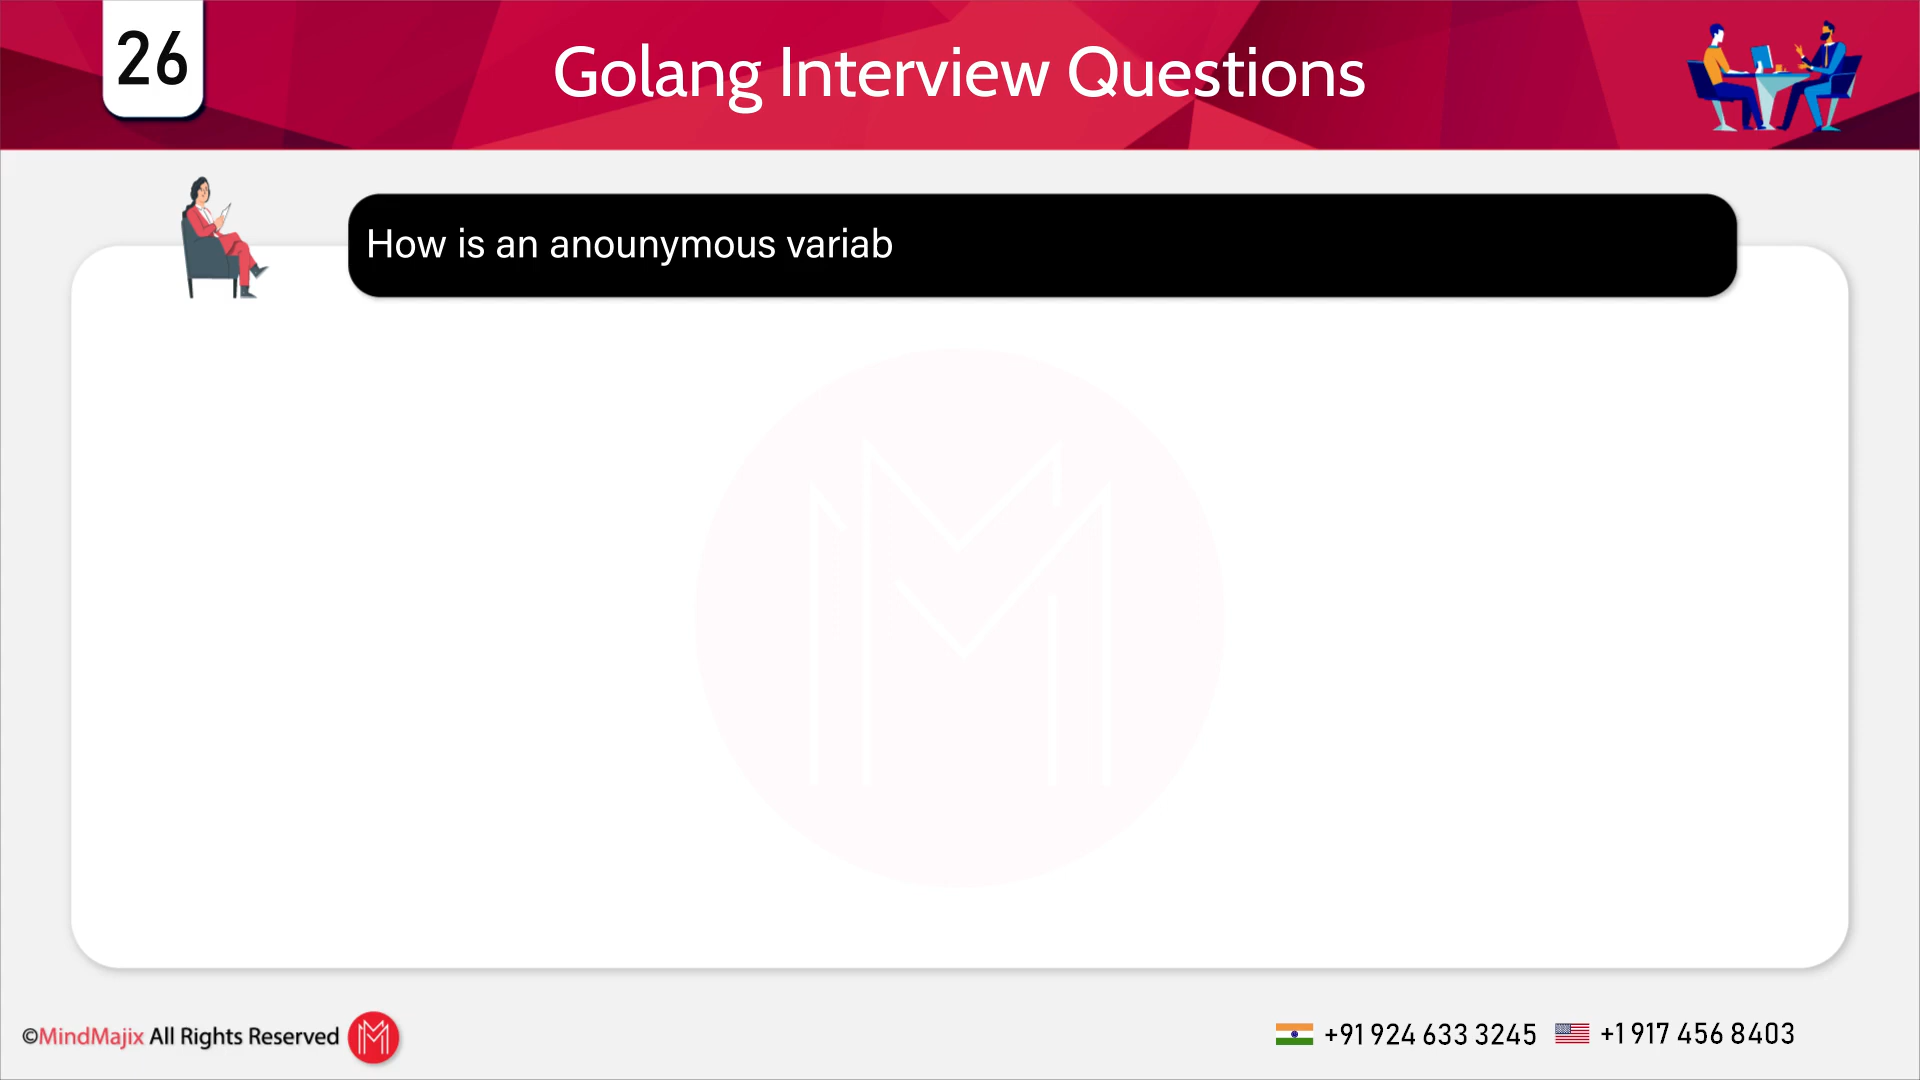 26
Golang Interview Questions
How is an anounymous variab
©MindMajix All Rights Reserved
+91 924 633 3245 +1 917 456 8403